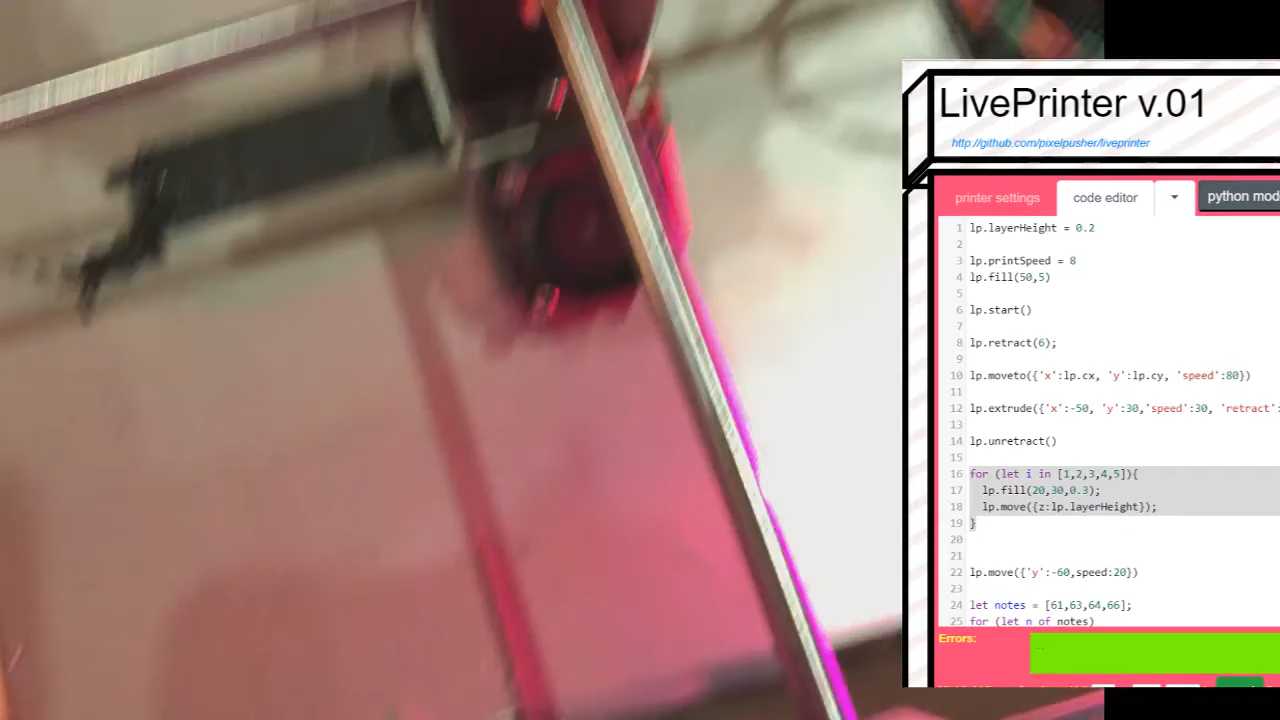 LivePrinter v.01
http://github.com/pixelpusher/liveprinter
printer settings code editor python mod
1 lp.layerHeight = 0.2
2
3 lp.printSpeed = 8
4 lp.fill(50,5)
5
6 lp.start()
7
8 lp.retract(6);
9
10 lp.moveto({'x':lp.cx, 'y':lp.cy, 'speed':80})
11
12 lp.extrude({'x':-50, 'y':30,'speed':30, 'retract':
13
14 lp.unretract()
15
16 for (let i in [1,2,3,4,5]){
17 lp.fill(20,30,0.3);
18 lp.move({z:lp.layerHeight});
19 }
20
21
22 lp.move({'y':-60,speed:20})
23
24 let notes = [61,63,64,66];
25 for (let n of notes)
Errors: ...